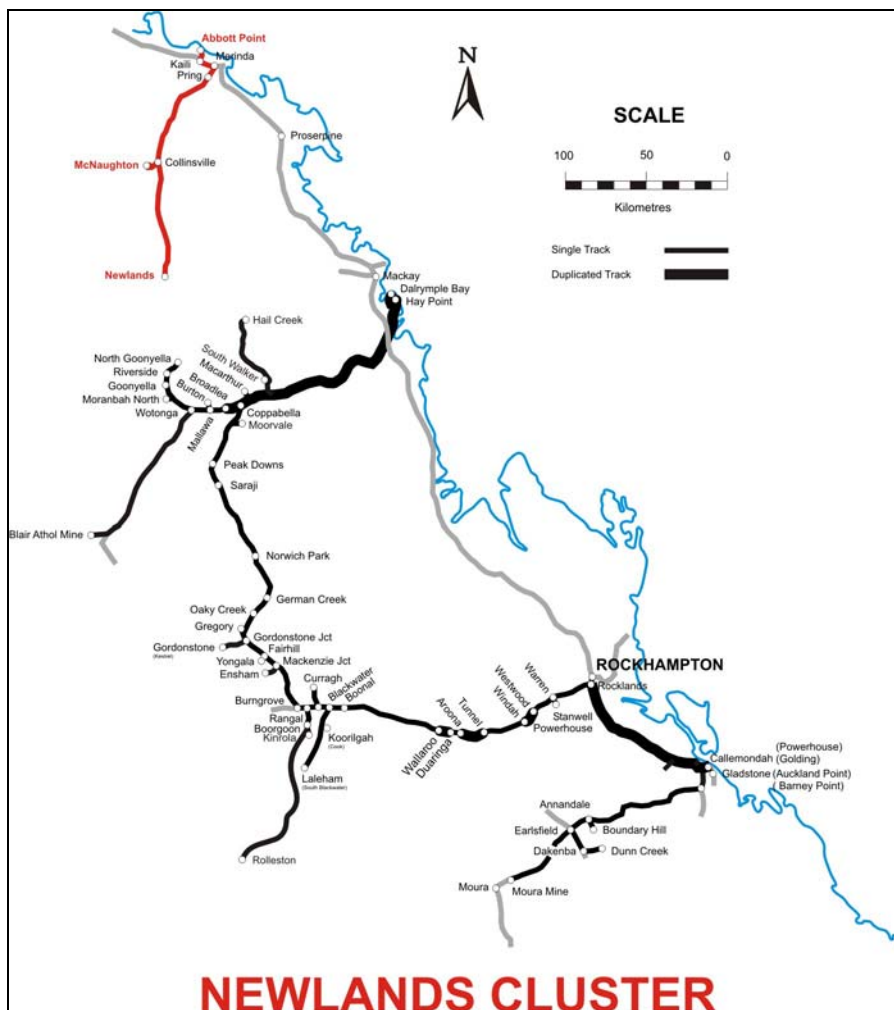 Abbott Point
Merinda
Kaili
Pring
N
SCALE
Proserpine
100 50 0
Kilometres
McNaughton
Collinsville
Single Track
Duplicated Track
Newlands
Mackay
Dalrymple Bay
Hay Point
Hail Creek
North Goonyella
South Walker
Riverside
Macarthur
Goonyella
Broadlea
Moranbah North
Burton
Wotonga
Coppabella
Mallawa
Moorvale
Peak Downs
Saraji
Blair Athol Mine
Norwich Park
German Creek
Oaky Creek
Gregory
Gordonstone Jct
Gordonstone
(Kestrel)
Fairhill
Yongala
Mackenzie Jct
Ensham
Curragh
ROCKHAMPTON
Rocklands
Warren
Westwood
Windah
Stanwell
Powerhouse
Tunnel
Aroona
Duaringa
Wallaroo
Blackwater
Boonal
Burngrove
Rangal
Boorgoon
Kinrola
Koorilgah
(Cook)
Laleham
(South Blackwater)
Rolleston
Callemondah (Powerhouse)
(Golding)
Gladstone (Auckland Point)
( Barney Point)
Annandale
Earlsfield
Boundary Hill
Dakenba
Dunn Creek
Moura
Moura Mine
NEWLANDS CLUSTER